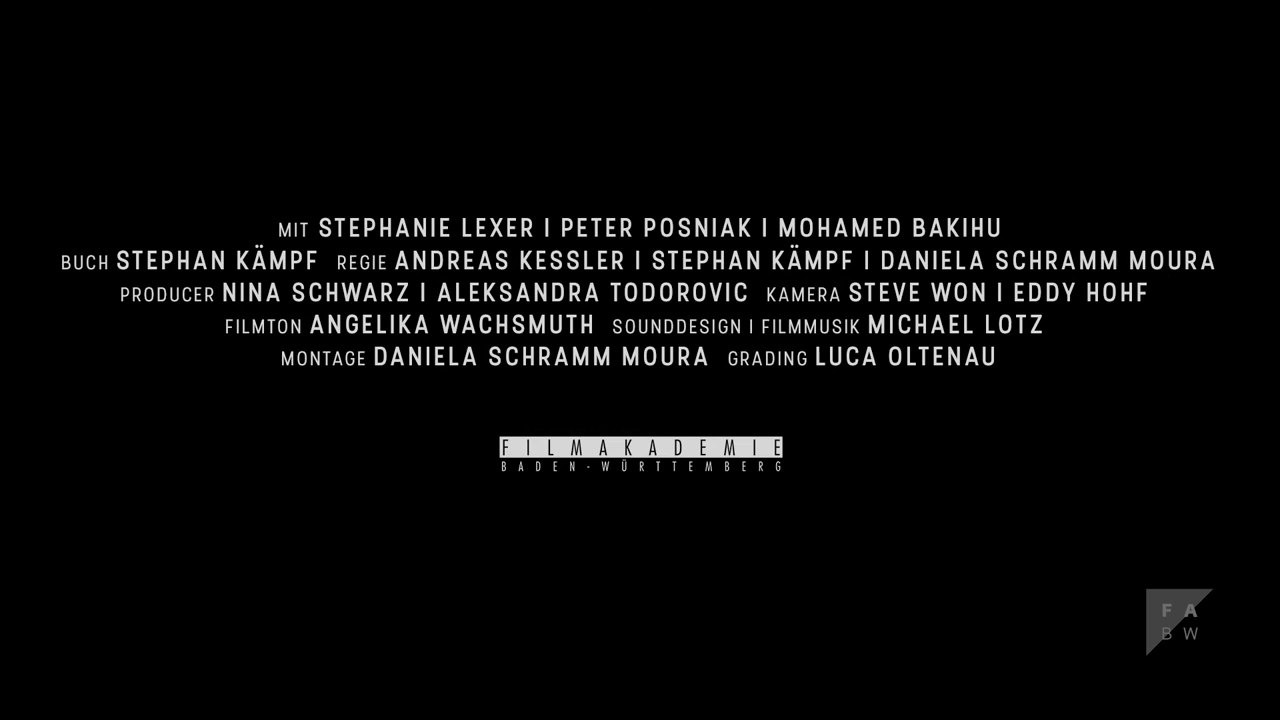 MIT STEPHANIE LEXER I PETER POSNIAK I MOHAMED BAKIHU
BUCH STEPHAN KÄMPF REGIE ANDREAS KESSLER I STEPHAN KÄMPF I DANIELA SCHRAMM MOURA
PRODUCER NINA SCHWARZ I ALEKSANDRA TODOROVIC KAMERA STEVE WON I EDDY HOHF
FILMTON ANGELIKA WACHSMUTH SOUNDDESIGN I FILMMUSIK MICHAEL LOTZ
MONTAGE DANIELA SCHRAMM MOURA GRADING LUCA OLTENAU
FILMAKADEMIE
BADEN-WÜRTTEMBERG
FA
BW